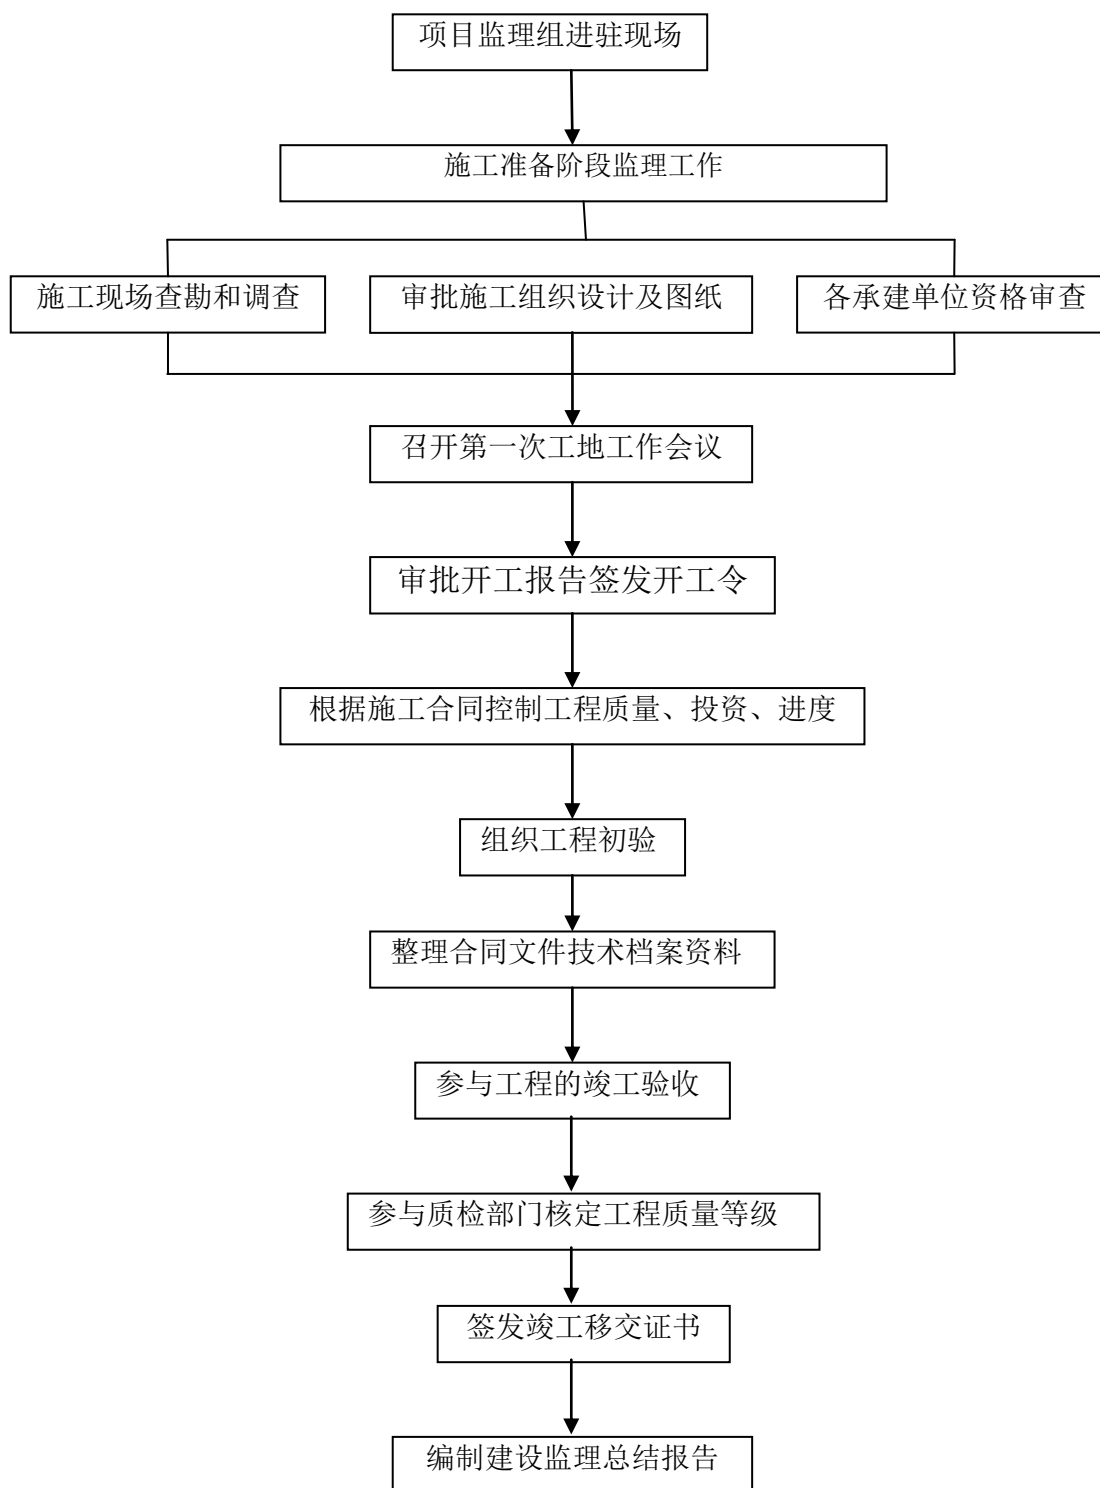 项目监理组进驻现场
施工准备阶段监理工作
施工现场查勘和调查
审批施工组织设计及图纸
各承建单位资格审查
召开第一次工地工作会议
审批开工报告签发开工令
根据施工合同控制工程质量、投资、进度
组织工程初验
整理合同文件技术档案资料
参与工程的竣工验收
参与质检部门核定工程质量等级
签发竣工移交证书
编制建设监理总结报告